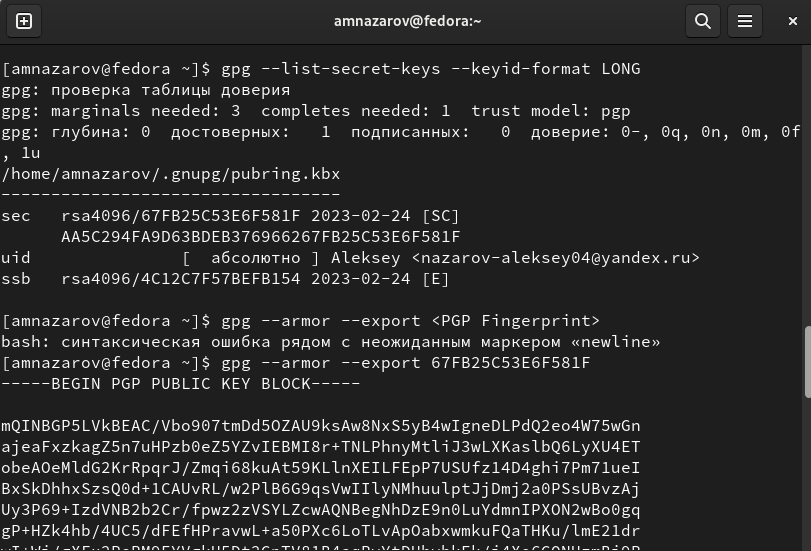 amnazarov@fedora:~
[amnazarov@fedora ~]$ gpg --list-secret-keys --keyid-format LONG
gpg: проверка таблицы доверия
gpg: marginals needed: 3  completes needed: 1  trust model: pgp
gpg: глубина: 0  достоверных:   1  подписанных:   0  доверие: 0-, 0q, 0n, 0m, 0f
, 1u
/home/amnazarov/.gnupg/pubring.kbx
----------------------------------
sec   rsa4096/67FB25C53E6F581F 2023-02-24 [SC]
      AA5C294FA9D63BDEB376966267FB25C53E6F581F
uid                  [  абсолютно ] Aleksey <nazarov-aleksey04@yandex.ru>
ssb   rsa4096/4C12C7F57BEFB154 2023-02-24 [E]
[amnazarov@fedora ~]$ gpg --armor --export <PGP Fingerprint>
bash: синтаксическая ошибка рядом с неожиданным маркером «newline»
[amnazarov@fedora ~]$ gpg --armor --export 67FB25C53E6F581F
-----BEGIN PGP PUBLIC KEY BLOCK-----
mQINBGP5LVkBEAC/Vbo907tmDd5OZAU9ksAw8NxS5yB4wIgneDLPdQ2eo4W75wGn
ajeaFxzkagZ5n7uHPzb0eZ5YZvIEBMI8r+TNLPhnyMtliJ3wLXKaslbQ6LyXU4ET
obeAOeMldG2KrRpqrJ/Zmqi68kuAt59KLlnXEILFEpP7USUfz14D4ghi7Pm71ueI
BxSkDhhxSzsQ0d+1CAUvRL/w2PlB6G9qsVwIIlyNMhuulptJjDmj2a0PSsUBvzAj
Uy3P69+IzdVNB2b2Cr/fpwz2zVSYLZcwAQNBegNhDzE9n0LuYdmnIPXON2wBo0gq
gP+HZk4hb/4UC5/dFEfHPravwL+a50PXc6LoTLvApOabxwmkuFQaTHKu/lmE21dr